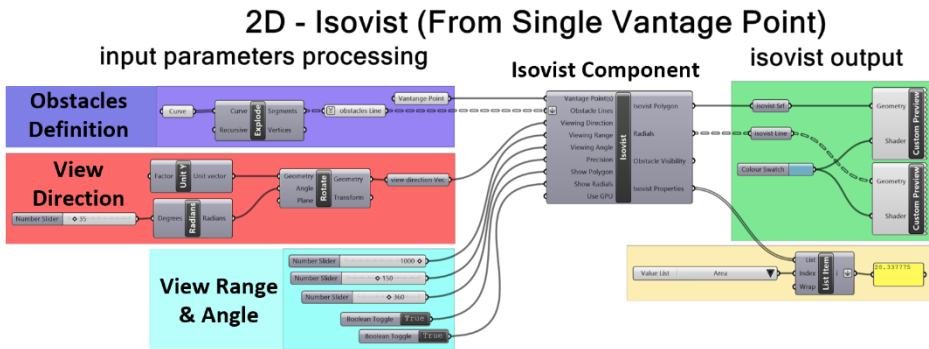 2D - Isovist (From Single Vantage Point)
input parameters processing
isovist output
Isovist Component
Obstacles
Definition
Curve
Curve
Recursive
Explode
Segments
Vertices
obstacles Line
Vantange Point
View
Direction
Factor
Unit Y
Unit vector
Number Slider
35
Degrees
Radians
Radians
Geometry
Angle
Plane
Rotate
Geometry
Transform
view direction Vec.
View Range
& Angle
Number Slider
1000
Number Slider
150
Number Slider
360
Boolean Toggle
True
Boolean Toggle
True
Vantage Point(s)
Obstacle Lines
Viewing Direction
Viewing Range
Viewing Angle
Precision
Show Polygon
Show Radials
Use GPU
Isovist
Isovist Polygon
Radials
Obstacle Visibility
Isovist Properties
isovist Srf
isovist Line
Colour Swatch
Geometry
Shader
Custom Preview
Geometry
Shader
Custom Preview
Value List
Area
List
Index
Wrap
List Item
i
20.337775